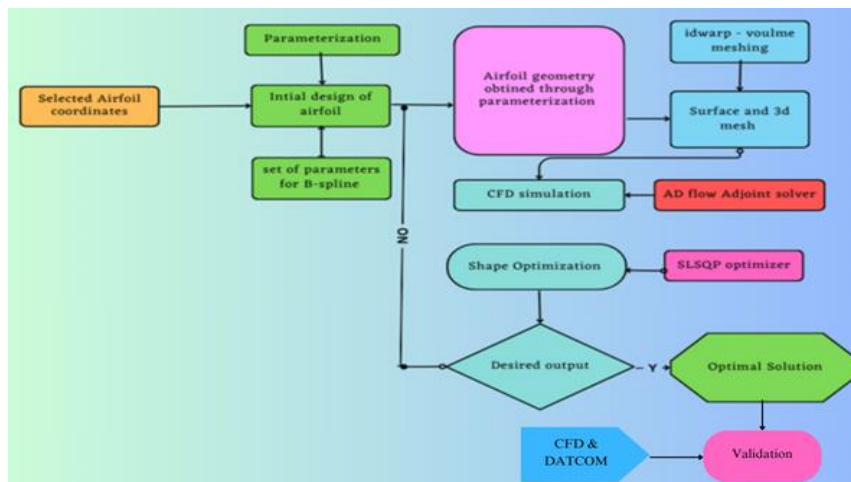 Parameterization
Selected Airfoil
coordinates
Intial design of
airfoil
set of parameters
for B-spline
Airfoil geometry
obtined through
parameterization
idwarp - voulme
meshing
Surface and 3d
mesh
CFD simulation
AD flow Adjoint solver
NO
Shape Optimization
SLSQP optimizer
Desired output
Y
Optimal Solution
CFD &
DATCOM
Validation